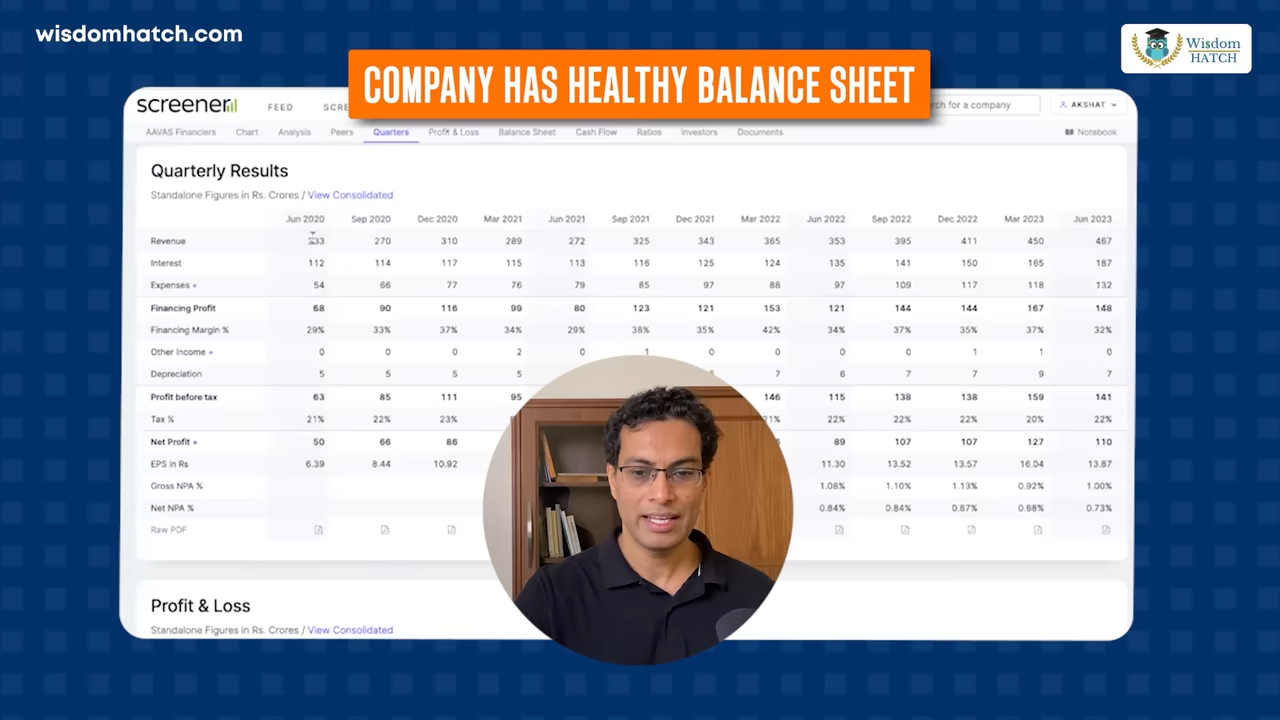 wisdomhatch.com
Wisdom
HATCH
COMPANY HAS HEALTHY BALANCE SHEET
screener
FEED
SCRE
rch for a company
AKSHAT
AAVAS Financiers Chart Analysis Peers Quarters Profit & Loss Balance Sheet Cash Flow Ratios Investors Documents Notebook
Quarterly Results
Standalone Figures in Rs. Crores / View Consolidated
Jun 2020 Sep 2020 Dec 2020 Mar 2021 Jun 2021 Sep 2021 Dec 2021 Mar 2022 Jun 2022 Sep 2022 Dec 2022 Mar 2023 Jun 2023
Revenue 233 270 310 289 272 325 343 365 353 395 411 450 467
Interest 112 114 117 115 113 116 125 124 135 141 150 165 187
Expenses + 54 66 77 76 79 85 97 88 97 109 117 118 132
Financing Profit 68 90 116 99 80 123 121 153 121 144 144 167 148
Financing Margin % 29% 33% 37% 34% 29% 38% 35% 42% 34% 37% 35% 37% 32%
Other Income + 0 0 0 2 0 1 0 0 0 0 1 1 0
Depreciation 5 5 5 5 7 6 7 7 9 7
Profit before tax 63 85 111 95 146 115 138 138 159 141
Tax % 21% 22% 23% 21% 22% 22% 22% 20% 22%
Net Profit + 50 66 86 89 107 107 127 110
EPS in Rs 6.39 8.44 10.92 11.30 13.52 13.57 16.04 13.87
Gross NPA % 1.08% 1.10% 1.13% 0.92% 1.00%
Net NPA % 0.84% 0.84% 0.87% 0.68% 0.73%
Raw PDF
Profit & Loss
Standalone Figures in Rs. Crores / View Consolidated